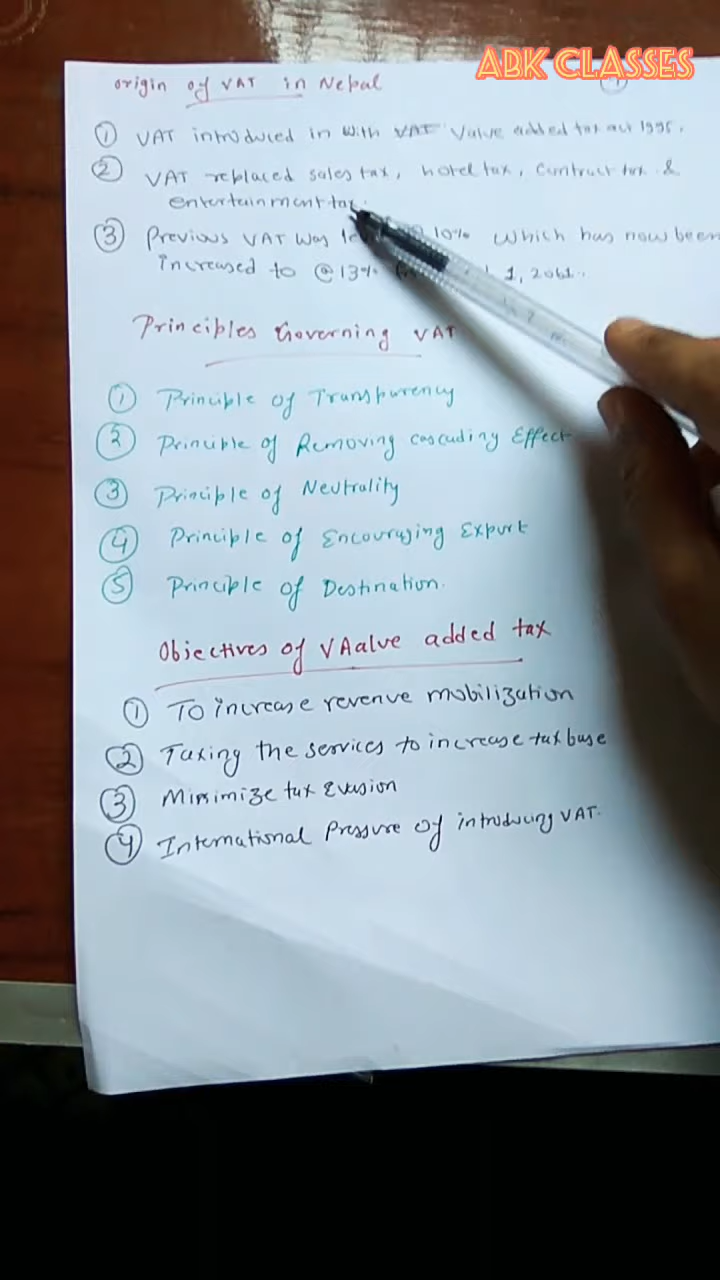 ABK CLASSES
origin of VAT in Nepal
① VAT introduced in with VAT Value added tax act 1995.
② VAT replaced sales tax, hotel tax, contract tax &
entertainment tax.
③ Previous VAT was @ 10% which has now been
increased to @ 13% 1, 2061.
Principles Governing VAT
① Principle of Transparency
② Principle of Removing cascading Effect
③ Principle of Neutrality
④ Principle of Encouraging Export
⑤ Principle of Destination.
Objectives of VAalve added tax
① To increase revenue mobilization
② Taxing the services to increase tax base
③ Minimize tax Evasion
④ International Pressure of introducing VAT.